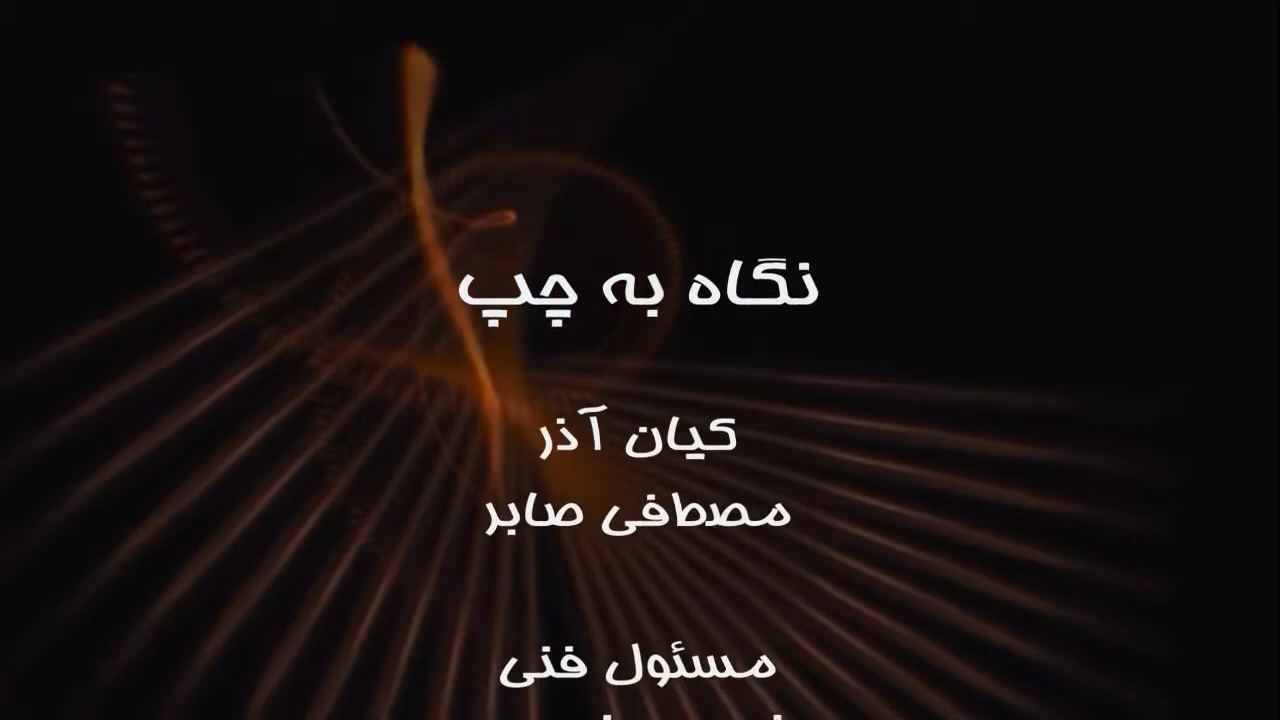 نگاه به چپ
کیان آذر
مصطفی صابر
مسئول فنی